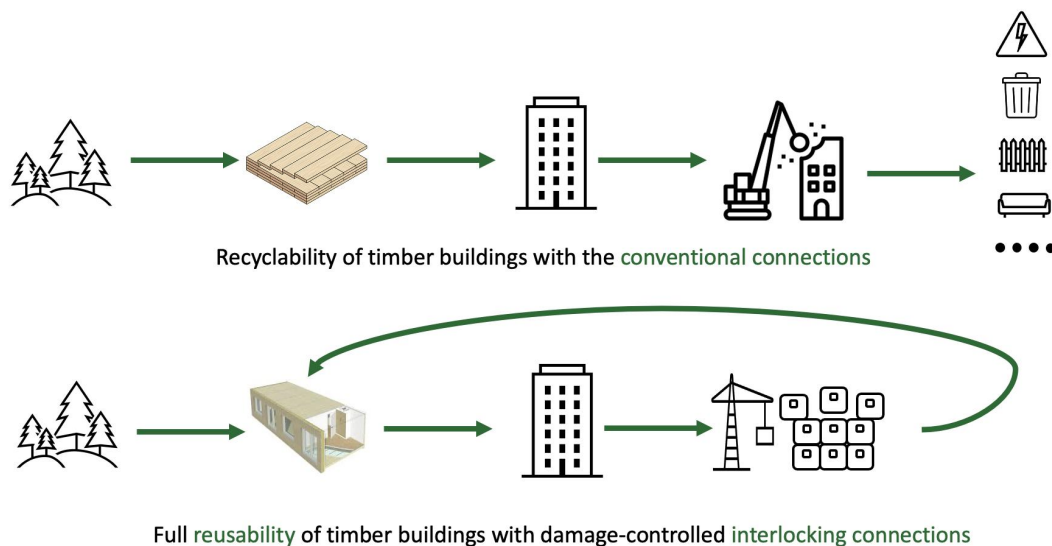 Recyclability of timber buildings with the conventional connections
Full reusability of timber buildings with damage-controlled interlocking connections